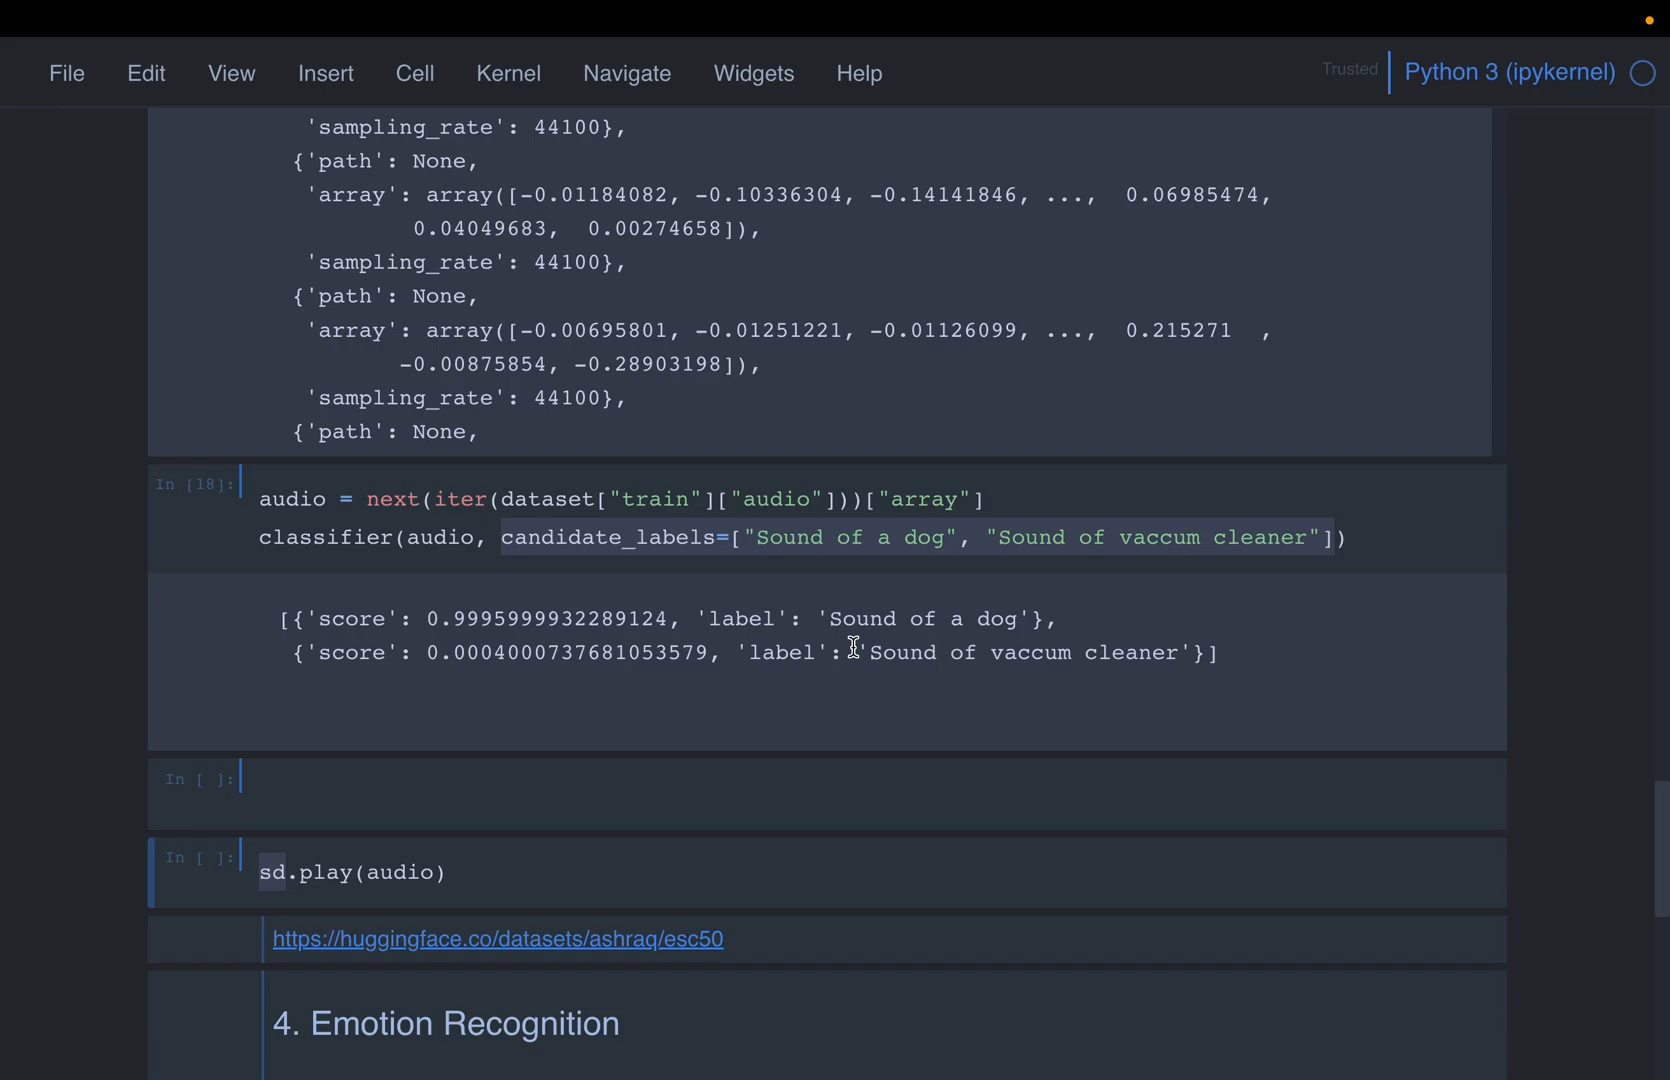 File Edit View Insert Cell Kernel Navigate Widgets Help Trusted Python 3 (ipykernel)
'sampling_rate': 44100},
{'path': None,
'array': array([-0.01184082, -0.10336304, -0.14141846, ..., 0.06985474,
0.04049683, 0.00274658]),
'sampling_rate': 44100},
{'path': None,
'array': array([-0.00695801, -0.01251221, -0.01126099, ..., 0.215271 ,
-0.00875854, -0.28903198]),
'sampling_rate': 44100},
{'path': None,
In [18]:
audio = next(iter(dataset["train"]["audio"]))["array"]
classifier(audio, candidate_labels=["Sound of a dog", "Sound of vaccum cleaner"])
[{'score': 0.9995999932289124, 'label': 'Sound of a dog'},
{'score': 0.0004000737681053579, 'label': 'Sound of vaccum cleaner'}]
In [ ]:
In [ ]:
sd.play(audio)
https://huggingface.co/datasets/ashraq/esc50
4. Emotion Recognition